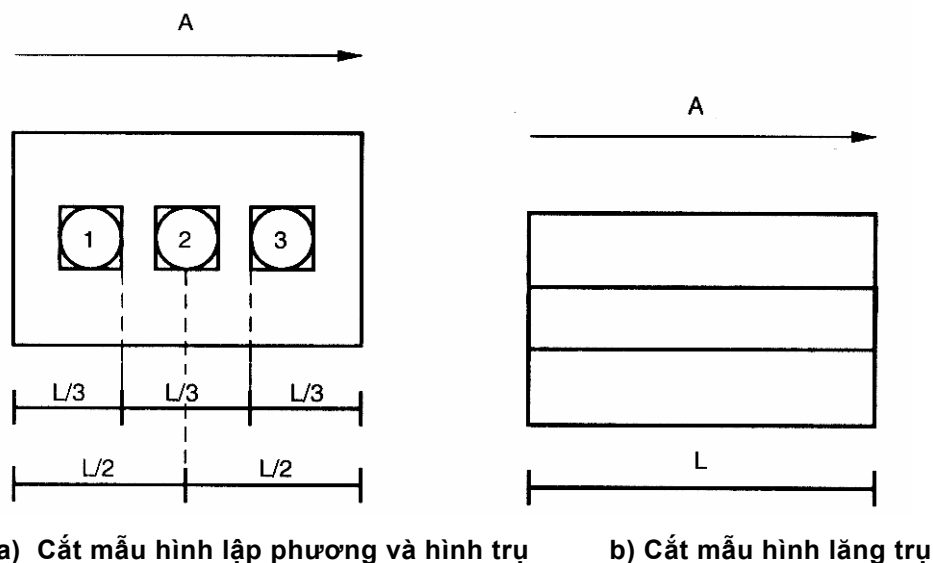 A
1 2 3
L/3 L/3 L/3
L/2 L/2
a) Cắt mẫu hình lập phương và hình trụ
A
L
b) Cắt mẫu hình lăng trụ